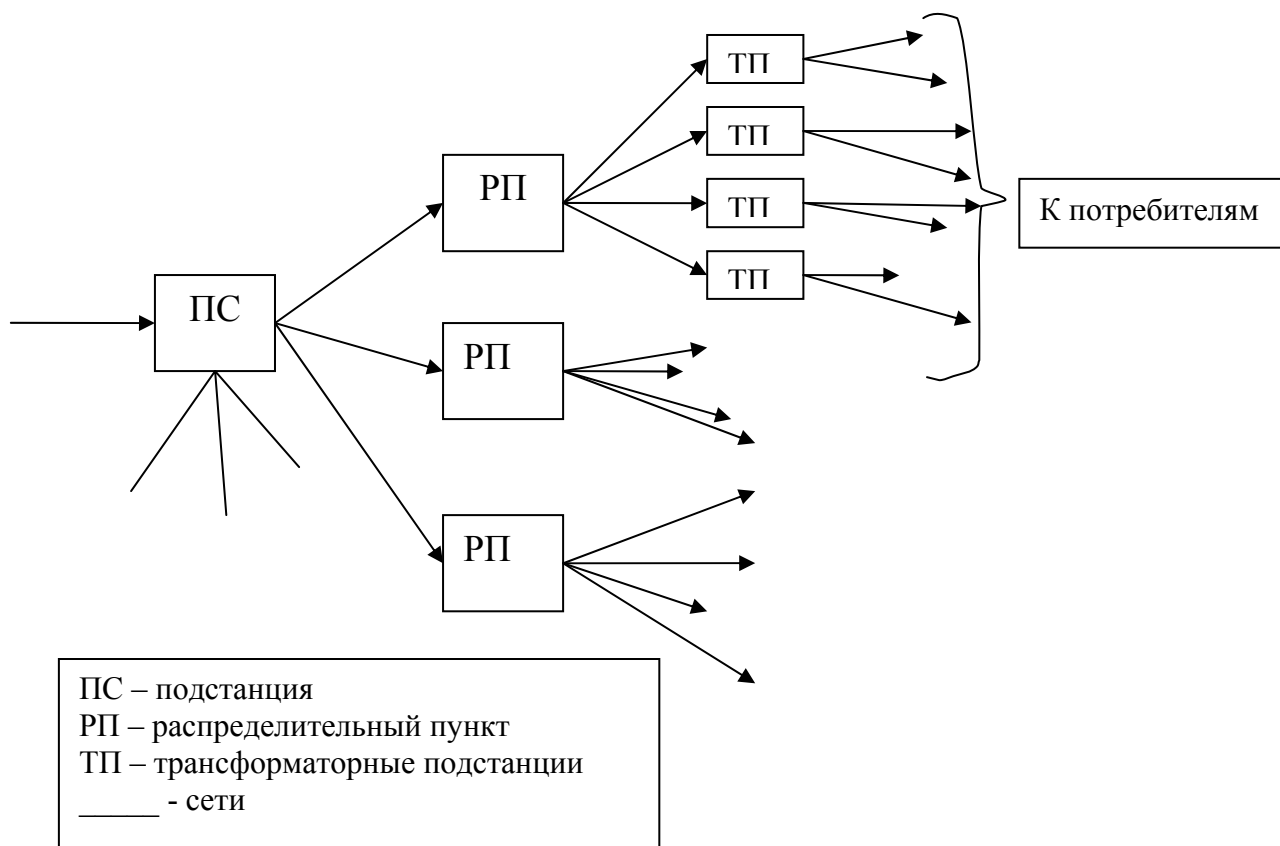 ТП
ТП
РП
ТП
К потребителям
ТП
ПС
РП
РП
ПС – подстанция
РП – распределительный пункт
ТП – трансформаторные подстанции
_____ - сети